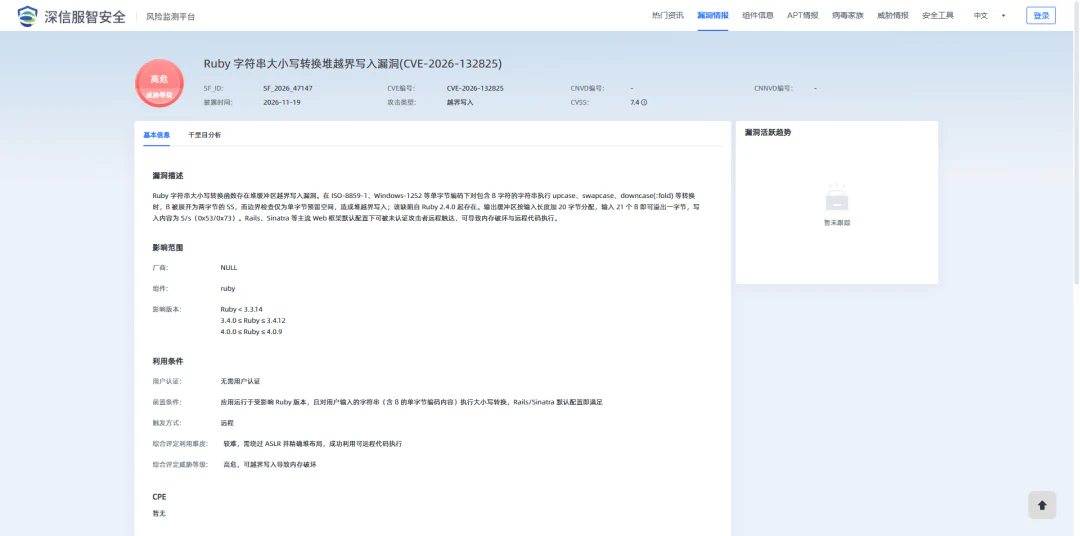 深信服智安全 风险监测平台 热门资讯 漏洞情报 组件信息 APT情报 病毒家族 威胁情报 安全工具 中文 登录
Ruby 字符串大小写转换堆越界写入漏洞(CVE-2026-132825)
高危
威胁等级
SF_ID: SF_2026_47147 CVE编号: CVE-2026-132825 CNVD编号: - CNNVD编号: -
披露时间: 2026-11-19 攻击类型: 越界写入 CVSS: 7.4
基本信息 千里目分析
漏洞活跃趋势
暂未跟踪
漏洞描述
Ruby 字符串大小写转换函数存在堆缓冲区越界写入漏洞。在 ISO-8859-1、Windows-1252 等单字节编码下对包含 ß 字符的字符串执行 upcase、swapcase、downcase(:fold) 等转换
时，ß 被展开为两字节的 SS，而边界检查仅为单字节预留空间，造成堆越界写入；该缺陷自 Ruby 2.4.0 起存在。输出缓冲区按输入长度加 20 字节分配，输入 21 个 ß 即可溢出一字节，写
入内容为 S/s（0x53/0x73）。Rails、Sinatra 等主流 Web 框架默认配置下可被未认证攻击者远程触达，可导致内存破坏与远程代码执行。
影响范围
厂商: NULL
组件: ruby
影响版本: Ruby < 3.3.14
3.4.0 ≤ Ruby ≤ 3.4.12
4.0.0 ≤ Ruby ≤ 4.0.9
利用条件
用户认证: 无需用户认证
前置条件: 应用运行于受影响 Ruby 版本，且对用户输入的字符串（含 ß 的单字节编码内容）执行大小写转换，Rails/Sinatra 默认配置即满足
触发方式: 远程
综合评定利用难度: 较难，需绕过 ASLR 并精确堆布局，成功利用可远程代码执行
综合评定威胁等级: 高危，可越界写入导致内存破坏
CPE
暂无